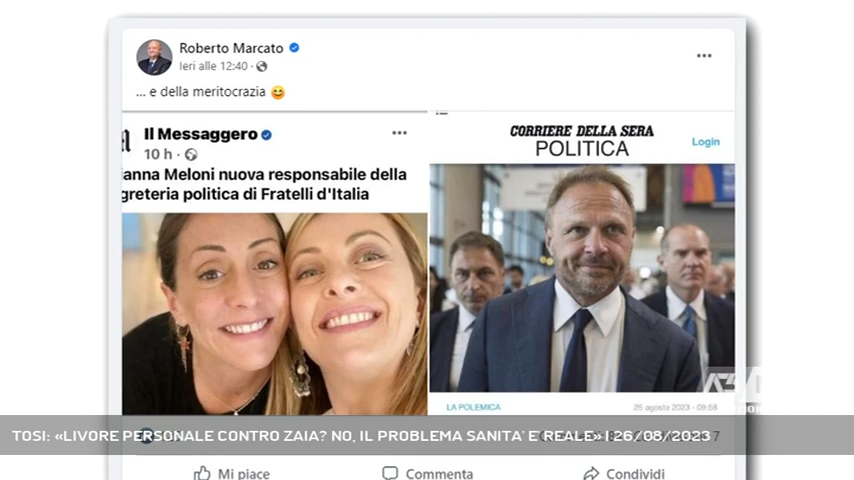 Roberto Marcato
Ieri alle 12:40 ·
... e della meritocrazia 😊
Il Messaggero
10 h ·
ianna Meloni nuova responsabile della
greteria politica di Fratelli d'Italia
CORRIERE DELLA SERA
POLITICA
Login
LA POLEMICA
25 agosto 2023 - 09:58
TOSI: «LIVORE PERSONALE CONTRO ZAIA? NO, IL PROBLEMA SANITA' E' REALE» | 26/08/2023
Mi piace
Commenta
Condividi